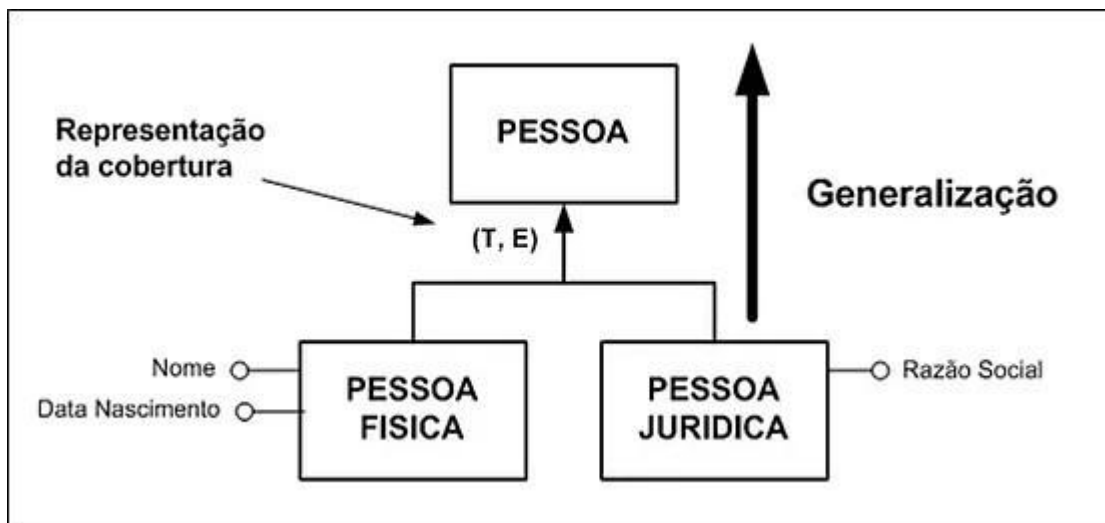 PESSOA
Representação
da cobertura
Generalização
(T, E)
Nome
Data Nascimento
PESSOA
FISICA
PESSOA
JURIDICA
Razão Social